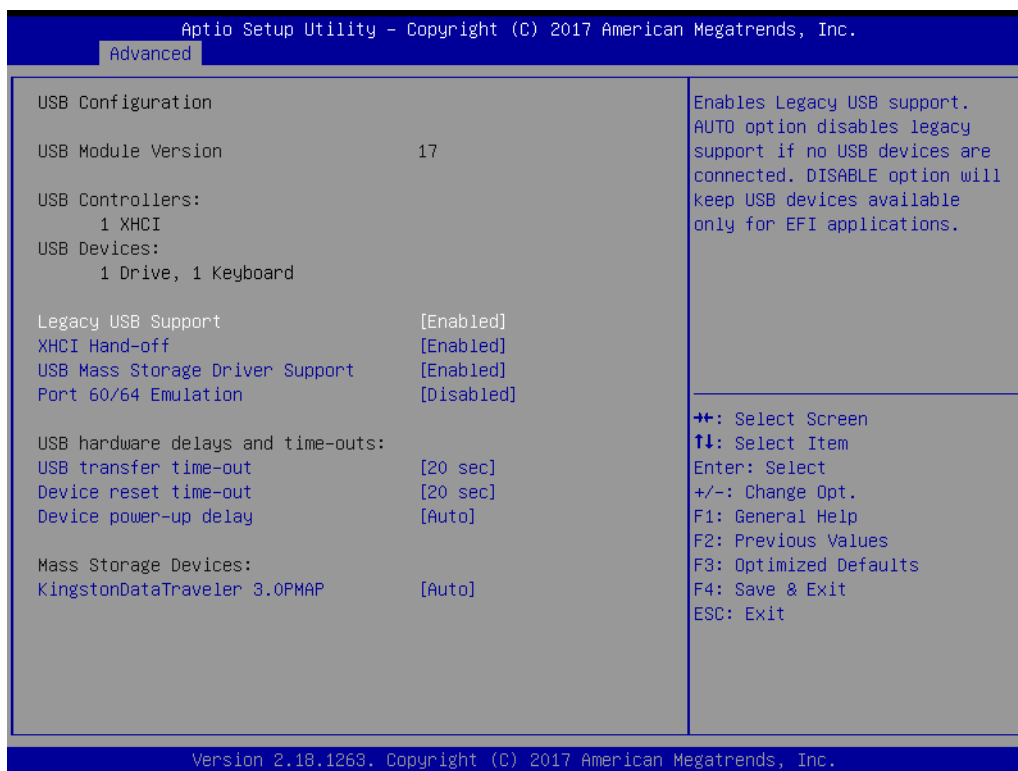 Aptio Setup Utility – Copyright (C) 2017 American Megatrends, Inc.
Advanced
USB Configuration
USB Module Version 17
USB Controllers:
1 XHCI
USB Devices:
1 Drive, 1 Keyboard
Legacy USB Support [Enabled]
XHCI Hand-off [Enabled]
USB Mass Storage Driver Support [Enabled]
Port 60/64 Emulation [Disabled]
USB hardware delays and time-outs:
USB transfer time-out [20 sec]
Device reset time-out [20 sec]
Device power-up delay [Auto]
Mass Storage Devices:
KingstonDataTraveler 3.0PMAP [Auto]
Enables Legacy USB support.
AUTO option disables legacy
support if no USB devices are
connected. DISABLE option will
keep USB devices available
only for EFI applications.
→←: Select Screen
↑↓: Select Item
Enter: Select
+/-: Change Opt.
F1: General Help
F2: Previous Values
F3: Optimized Defaults
F4: Save & Exit
ESC: Exit
Version 2.18.1263. Copyright (C) 2017 American Megatrends, Inc.